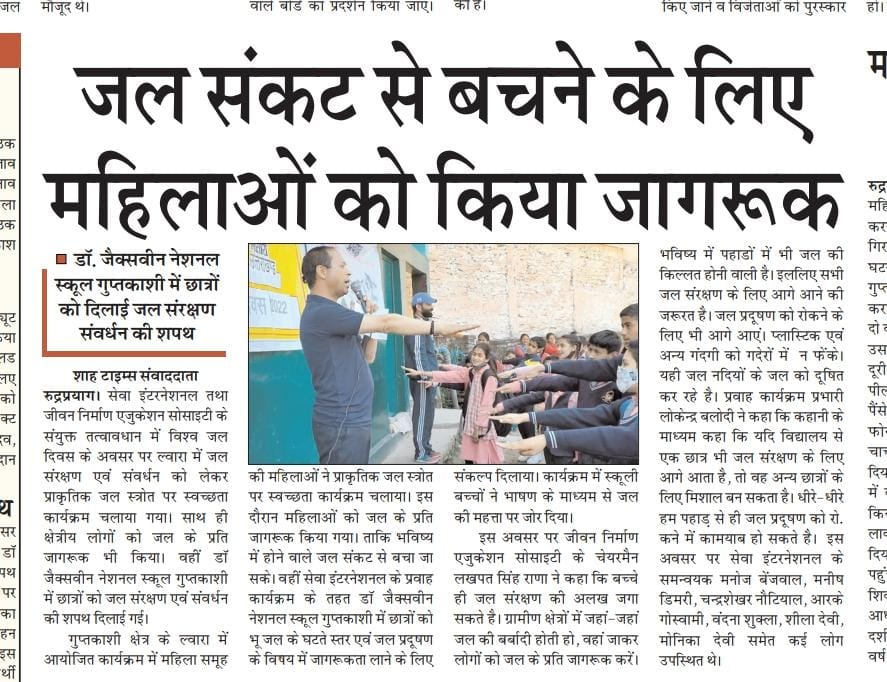 जल
मौजूद थे।
वाले बोर्ड का प्रदर्शन किया जाए।
की है।
किए जाने व विजेताओं को पुरस्कार
हो।
जल संकट से बचने के लिए
महिलाओं को किया जागरूक
डॉ. जैक्सवीन नेशनल
स्कूल गुप्तकाशी में छात्रों
को दिलाई जल संरक्षण
संवर्धन की शपथ
शाह टाइम्स संवाददाता
रुद्रप्रयाग। सेवा इंटरनेशनल तथा
जीवन निर्माण एजुकेशन सोसाइटी के
संयुक्त तत्वावधान में विश्व जल
दिवस के अवसर पर ल्वारा में जल
संरक्षण एवं संवर्धन को लेकर
प्राकृतिक जल स्त्रोत पर स्वच्छता
कार्यक्रम चलाया गया। साथ ही
क्षेत्रीय लोगों को जल के प्रति
जागरूक भी किया। वहीं डॉ
जैक्सवीन नेशनल स्कूल गुप्तकाशी
में छात्रों को जल संरक्षण एवं संवर्धन
की शपथ दिलाई गई।
गुप्तकाशी क्षेत्र के ल्वारा में
आयोजित कार्यक्रम में महिला समूह
2022
की महिलाओं ने प्राकृतिक जल स्त्रोत
पर स्वच्छता कार्यक्रम चलाया। इस
दौरान महिलाओं को जल के प्रति
जागरूक किया गया। ताकि भविष्य
में होने वाले जल संकट से बचा जा
सके। वहीं सेवा इंटरनेशनल के प्रवाह
कार्यक्रम के तहत डॉ जैक्सवीन
नेशनल स्कूल गुप्तकाशी में छात्रों को
भू जल के घटते स्तर एवं जल प्रदूषण
के विषय में जागरूकता लाने के लिए
संकल्प दिलाया। कार्यक्रम में स्कूली
बच्चों ने भाषण के माध्यम से जल
की महत्ता पर जोर दिया।
इस अवसर पर जीवन निर्माण
एजुकेशन सोसाइटी के चेयरमैन
लखपत सिंह राणा ने कहा कि बच्चे
ही जल संरक्षण की अलख जगा
सकते है। ग्रामीण क्षेत्रों में जहां-जहां
जल की बर्बादी होती हो, वहां जाकर
लोगों को जल के प्रति जागरूक करें।
भविष्य में पहाडों में भी जल की
किल्लत होनी वाली है। इललिए सभी
जल संरक्षण के लिए आगे आने की
जरूरत है। जल प्रदूषण को रोकने के
लिए भी आगे आएं। प्लास्टिक एवं
अन्य गंदगी को गदेरों में न फेंके।
यही जल नदियों के जल को दूषित
कर रहे है। प्रवाह कार्यक्रम प्रभारी
लोकेन्द्र बलोदी ने कहा कि कहानी के
माध्यम कहा कि यदि विद्यालय से
एक छात्र भी जल संरक्षण के लिए
आगे आता है, तो वह अन्य छात्रों के
लिए मिशाल बन सकता है। धीरे-धीरे
हम पहाड़ से ही जल प्रदूषण को रो.
कने में कामयाब हो सकते है। इस
अवसर पर सेवा इंटरनेशनल के
समन्वयक मनोज बेंजवाल, मनीष
डिमरी, चन्द्रशेखर नौटियाल, आरके
गोस्वामी, वंदना शुक्ला, शीला देवी,
मोनिका देवी समेत कई लोग
उपस्थित थे।